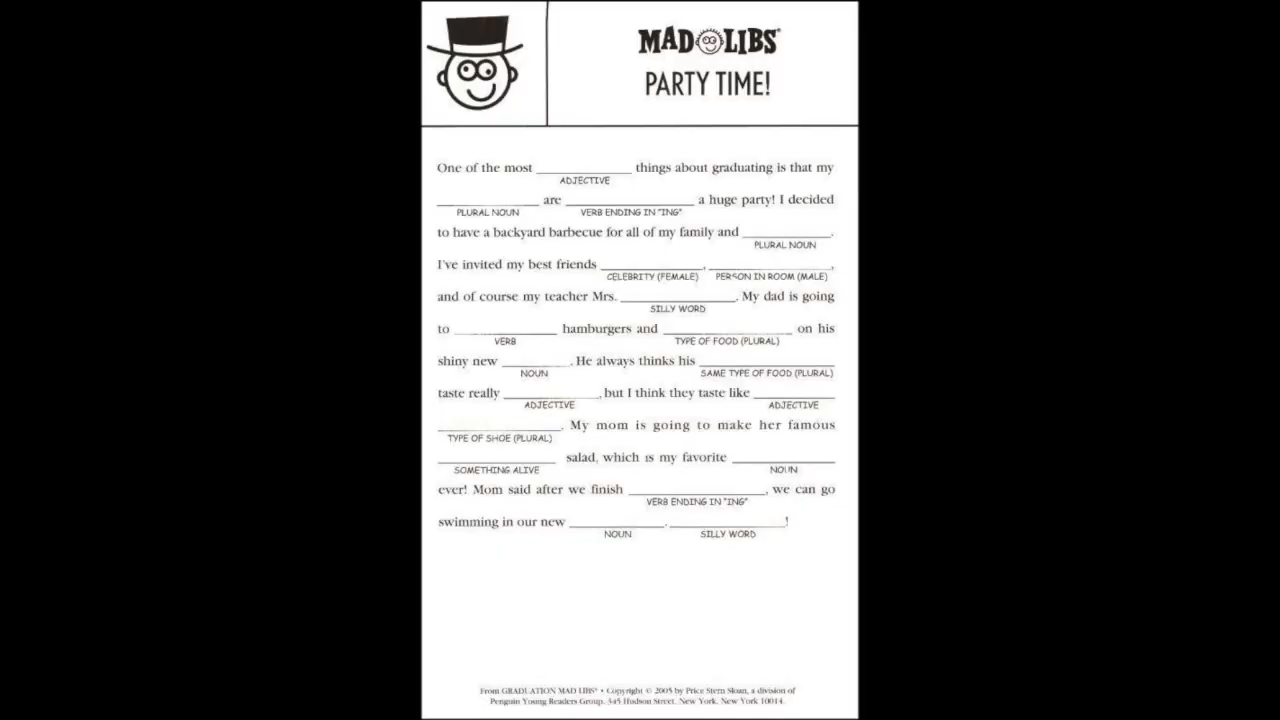 MAD LIBS®
PARTY TIME!
One of the most ____________ things about graduating is that my
ADJECTIVE
____________ are ____________ a huge party! I decided
PLURAL NOUN VERB ENDING IN "ING"
to have a backyard barbecue for all of my family and ____________.
PLURAL NOUN
I've invited my best friends ____________, ____________,
CELEBRITY (FEMALE) PERSON IN ROOM (MALE)
and of course my teacher Mrs. ____________. My dad is going
SILLY WORD
to ____________ hamburgers and ____________ on his
VERB TYPE OF FOOD (PLURAL)
shiny new ____________. He always thinks his ____________
NOUN SAME TYPE OF FOOD (PLURAL)
taste really ____________, but I think they taste like ____________
ADJECTIVE ADJECTIVE
____________. My mom is going to make her famous
TYPE OF SHOE (PLURAL)
____________ salad, which is my favorite ____________
SOMETHING ALIVE NOUN
ever! Mom said after we finish ____________, we can go
VERB ENDING IN "ING"
swimming in our new ____________. ____________!
NOUN SILLY WORD
From GRADUATION MAD LIBS® • Copyright © 2005 by Price Stern Sloan, a division of
Penguin Young Readers Group, 345 Hudson Street, New York, New York 10014.